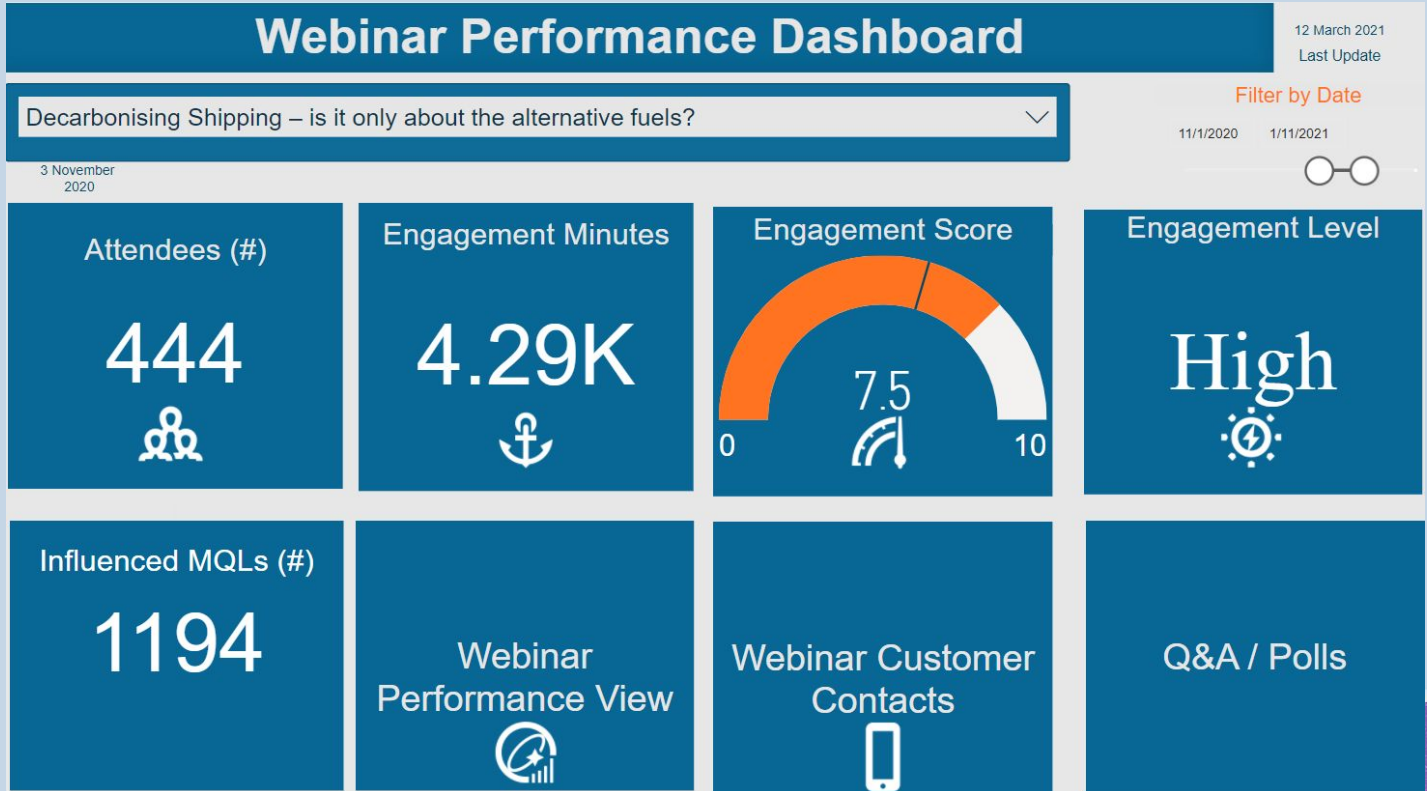 Webinar Performance Dashboard
12 March 2021
Last Update
Decarbonising Shipping – is it only about the alternative fuels?
Filter by Date
11/1/2020 1/11/2021
3 November
2020
Attendees (#)
444
Engagement Minutes
4.29K
Engagement Score
7.5
0 10
Engagement Level
High
Influenced MQLs (#)
1194
Webinar
Performance View
Webinar Customer
Contacts
Q&A / Polls